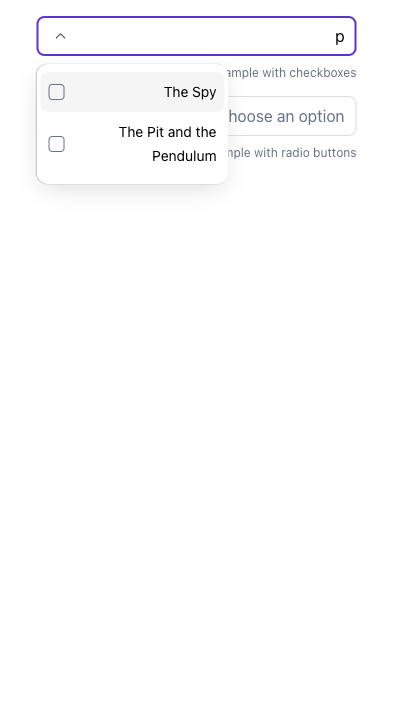 p
ample with checkboxes
The Spy
hoose an option
The Pit and the
Pendulum
mple with radio buttons